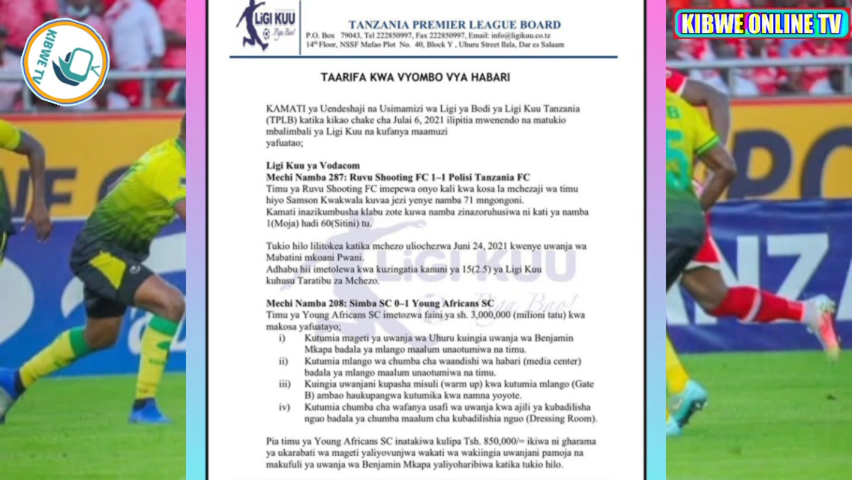 KIBWE TV
KIBWE ONLINE TV
LIGI KUU
Piga Bao!
TANZANIA PREMIER LEAGUE BOARD
P.O. Box 79043, Tel 222850997, Fax 222850997, Email: info@ligikuu.co.tz
14th Floor, NSSF Mafao Plot No. 40, Block Y , Uhuru Street Ilala, Dar es Salaam
TAARIFA KWA VYOMBO VYA HABARI
KAMATI ya Uendeshaji na Usimamizi wa Ligi ya Bodi ya Ligi Kuu Tanzania
(TPLB) katika kikao chake cha Julai 6, 2021 ilipitia mwenendo na matukio
mbalimbali ya Ligi Kuu na kufanya maamuzi
yafuatao;
Ligi Kuu ya Vodacom
Mechi Namba 287: Ruvu Shooting FC 1–1 Polisi Tanzania FC
Timu ya Ruvu Shooting FC imepewa onyo kali kwa kosa la mchezaji wa timu
hiyo Samson Kwakwala kuvaa jezi yenye namba 71 mngongoni.
Kamati inazikumbusha klabu zote kuwa namba zinazoruhusiwa ni kati ya namba
1(Moja) hadi 60(Sitini) tu.
Tukio hilo lilitokea katika mchezo uliochezwa Juni 24, 2021 kwenye uwanja wa
Mabatini mkoani Pwani.
Adhabu hii imetolewa kwa kuzingatia kanuni ya 15(2.5) ya Ligi Kuu
kuhusu Taratibu za Mchezo.
LIGI KUU
Piga Bao!
Mechi Namba 208: Simba SC 0–1 Young Africans SC
Timu ya Young Africans SC imetozwa faini ya sh. 3,000,000 (milioni tatu) kwa
makosa yafuatayo;
i) Kutumia mageti ya uwanja wa Uhuru kuingia uwanja wa Benjamin
Mkapa badala ya mlango maalum unaotumiwa na timu.
ii) Kutumia mlango wa chumba cha waandishi wa habari (media center)
badala ya mlango maalum unaotumiwa na timu.
iii) Kuingia uwanjani kupasha misuli (warm up) kwa kutumia mlango (Gate
B) ambao haukupangwa kutumika kwa namna yoyote.
iv) Kutumia chumba cha wafanya usafi wa uwanja kwa ajili ya kubadilisha
nguo badala ya chumba maalum cha kubadilishia nguo (Dressing Room).
Pia timu ya Young Africans SC inatakiwa kulipa Tsh. 850,000/= ikiwa ni gharama
ya ukarabati wa mageti yaliyovunjwa wakati wa wakiingia uwanjani pamoja na
makufuli ya uwanja wa Benjamin Mkapa yaliyoharibiwa katika tukio hilo.